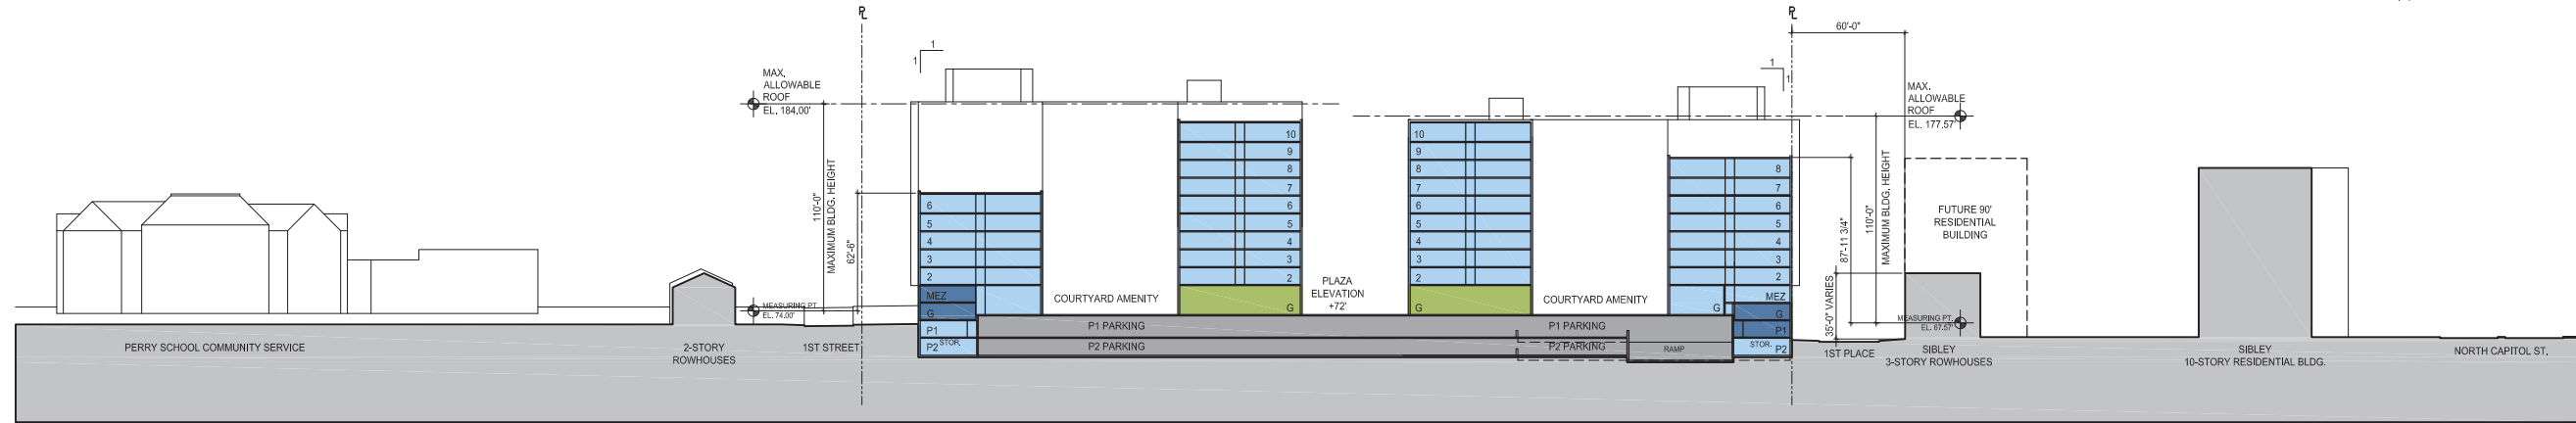 PL
PL
60'-0"
1
1
1
1
MAX.
ALLOWABLE
ROOF
EL. 184.00'
MAX.
ALLOWABLE
ROOF
EL. 177.57'
110'-0"
MAXIMUM BLDG. HEIGHT
62'-6"
MEASURING PT.
EL. 74.00'
6
5
4
3
2
MEZ
G
P1
P2
STOR.
COURTYARD AMENITY
10
9
8
7
6
5
4
3
2
G
PLAZA
ELEVATION
+72'
10
9
8
7
6
5
4
3
2
G
COURTYARD AMENITY
8
7
6
5
4
3
2
MEZ
G
G
P1
STOR.
P2
P1 PARKING
P1 PARKING
P2 PARKING
P2 PARKING
RAMP
87'-11 3/4"
110'-0"
MAXIMUM BLDG. HEIGHT
35'-0" VARIES
MEASURING PT.
EL. 67.57'
FUTURE 90'
RESIDENTIAL
BUILDING
PERRY SCHOOL COMMUNITY SERVICE
2-STORY
ROWHOUSES
1ST STREET
1ST PLACE
SIBLEY
3-STORY ROWHOUSES
SIBLEY
10-STORY RESIDENTIAL BLDG.
NORTH CAPITOL ST.